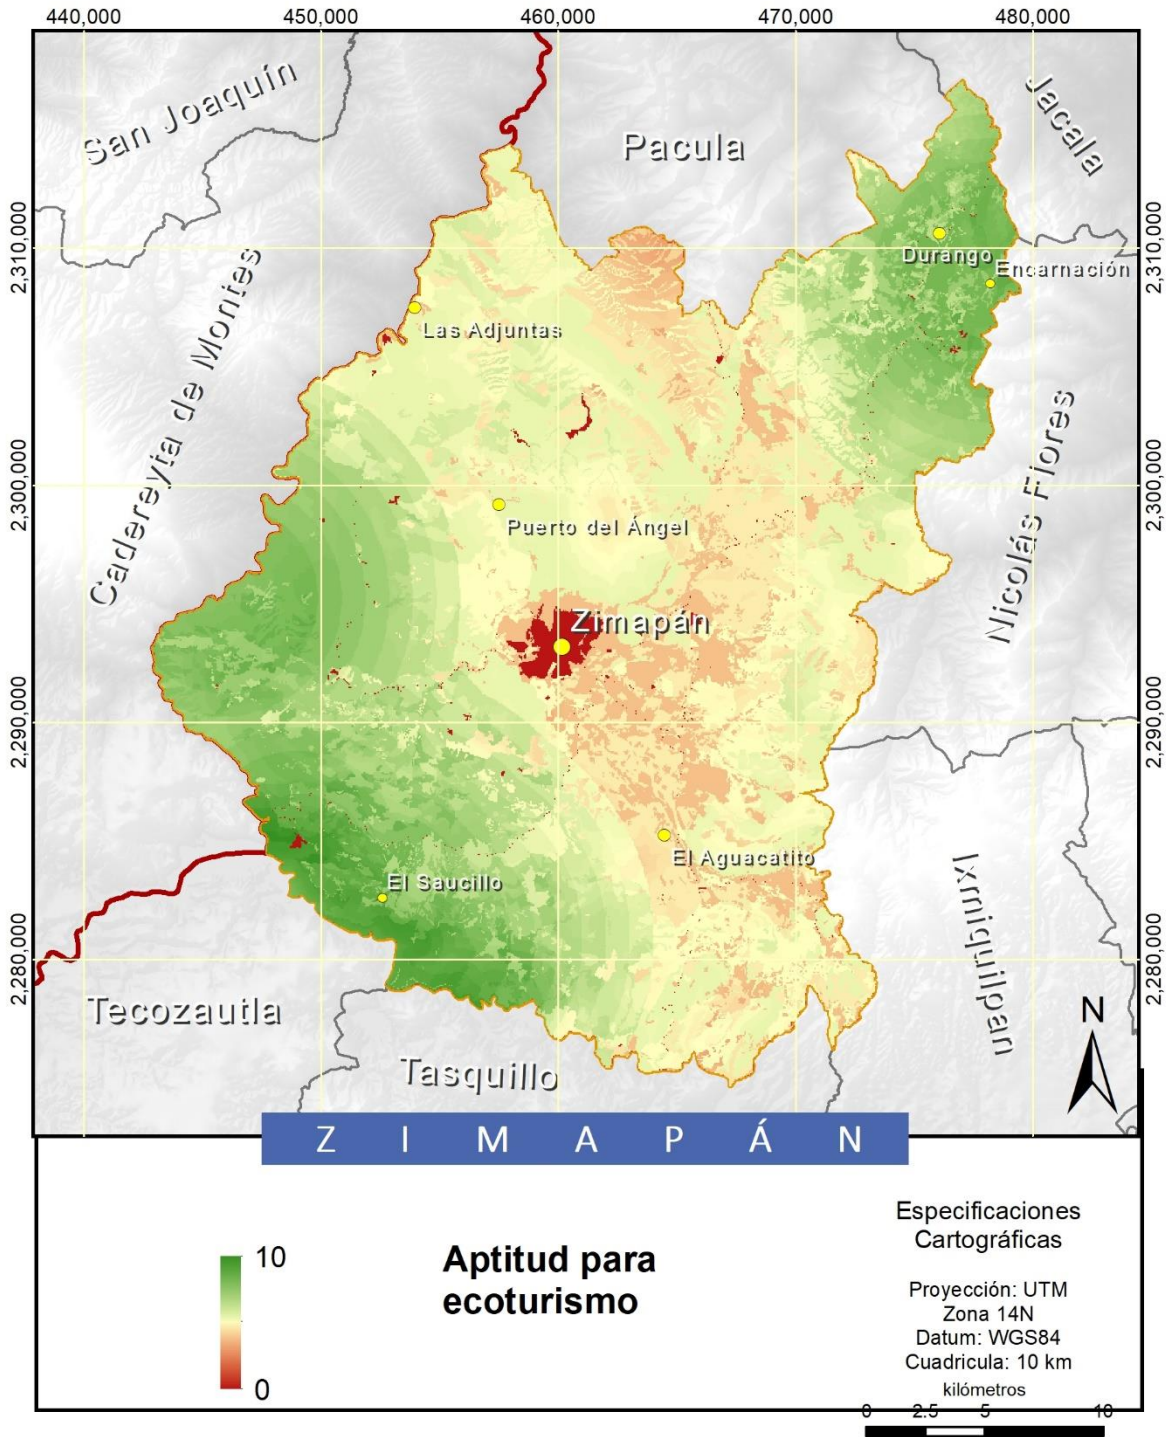 440,000 450,000 460,000 470,000 480,000
San Joaquín
Pacula
Jacala
2,310,000 2,310,000
Durango
Encarnación
Cadereyta de Montes
Las Adjuntas
Nicolás Flores
2,300,000 2,300,000
Puerto del Ángel
Zimapán
2,290,000 2,290,000
El Aguacatito
El Saucillo
Ixmiquilpan
2,280,000 2,280,000
Tecozautla
Tasquillo
N
Z I M A P Á N
10
0
Aptitud para
ecoturismo
Especificaciones
Cartográficas
Proyección: UTM
Zona 14N
Datum: WGS84
Cuadricula: 10 km
kilómetros
0 2.5 5 10